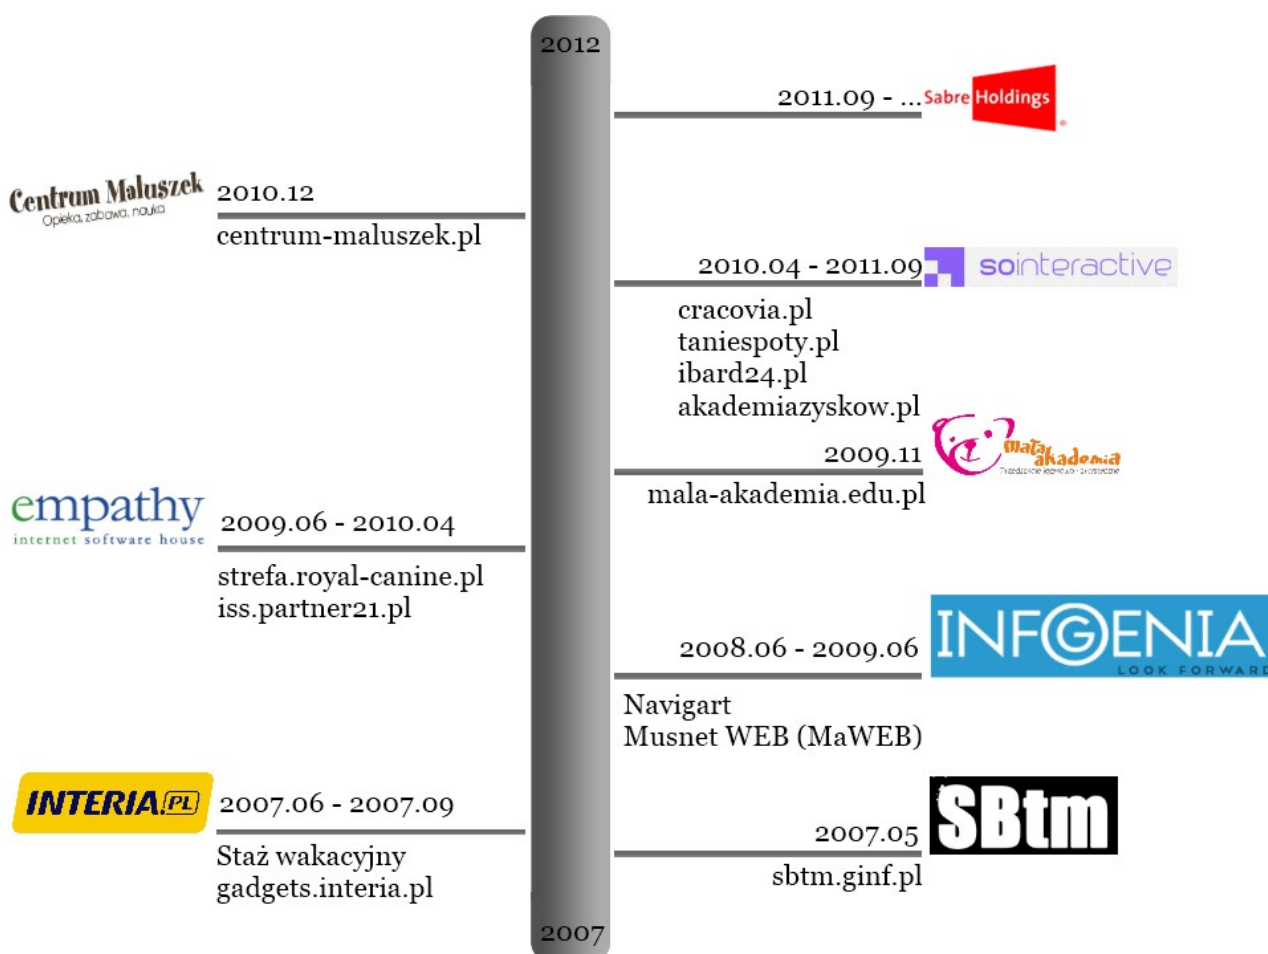 2012
2011.09 - ...
Sabre Holdings
Centrum Maluszek
Opieka, zabawa, nauka
2010.12
centrum-maluszek.pl
2010.04 - 2011.09
sointeractive
cracovia.pl
taniespoty.pl
ibard24.pl
akademiazyskow.pl
2009.11
mała akademia
mala-akademia.edu.pl
empathy
internet software house
2009.06 - 2010.04
strefa.royal-canine.pl
iss.partner21.pl
2008.06 - 2009.06
INFOGENIA
LOOK FORWARD
Navigart
Musnet WEB (MaWEB)
INTERIA.PL
2007.06 - 2007.09
Staż wakacyjny
gadgets.interia.pl
2007.05
SBtm
sbtm.ginf.pl
2007